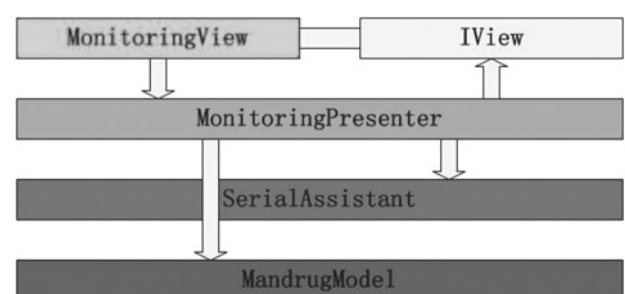 MonitoringView
IView
MonitoringPresenter
SerialAssistant
MandrugModel